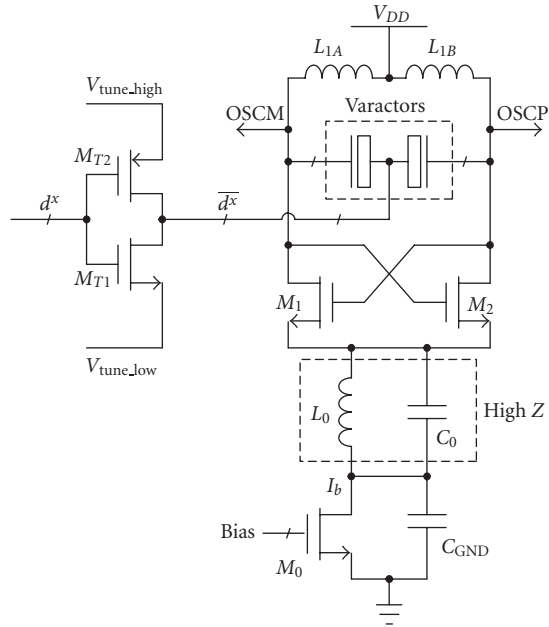 V_DD
L_1A
L_1B
V_tune_high
OSCM
Varactors
OSCP
M_T2
d^x
\overline{d^x}
M_T1
M_1
M_2
V_tune_low
L_0
C_0
High Z
I_b
Bias
M_0
C_GND